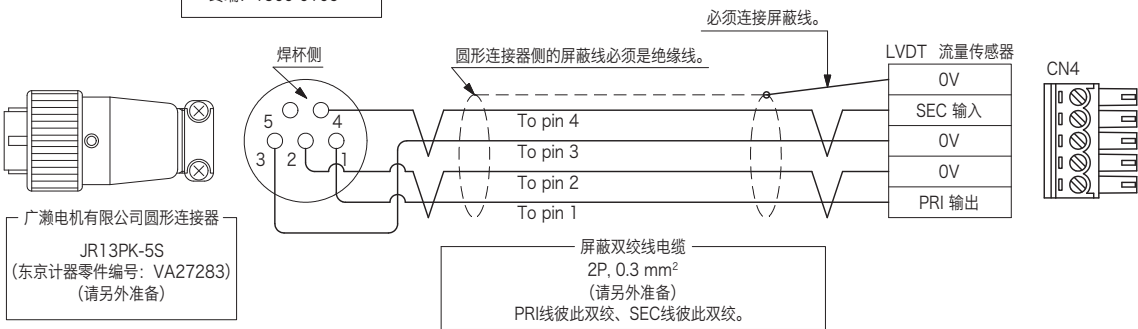 必须连接屏蔽线。
焊杯侧
圆形连接器侧的屏蔽线必须是绝缘线。
LVDT 流量传感器
CN4
0V
5
4
To pin 4
SEC 输入
3
2
1
To pin 3
0V
To pin 2
0V
To pin 1
PRI 输出
广濑电机有限公司圆形连接器
JR13PK-5S
(东京计器零件编号：VA27283)
(请另外准备)
屏蔽双绞线电缆
2P, 0.3 mm²
(请另外准备)
PRI线彼此双绞、SEC线彼此双绞。